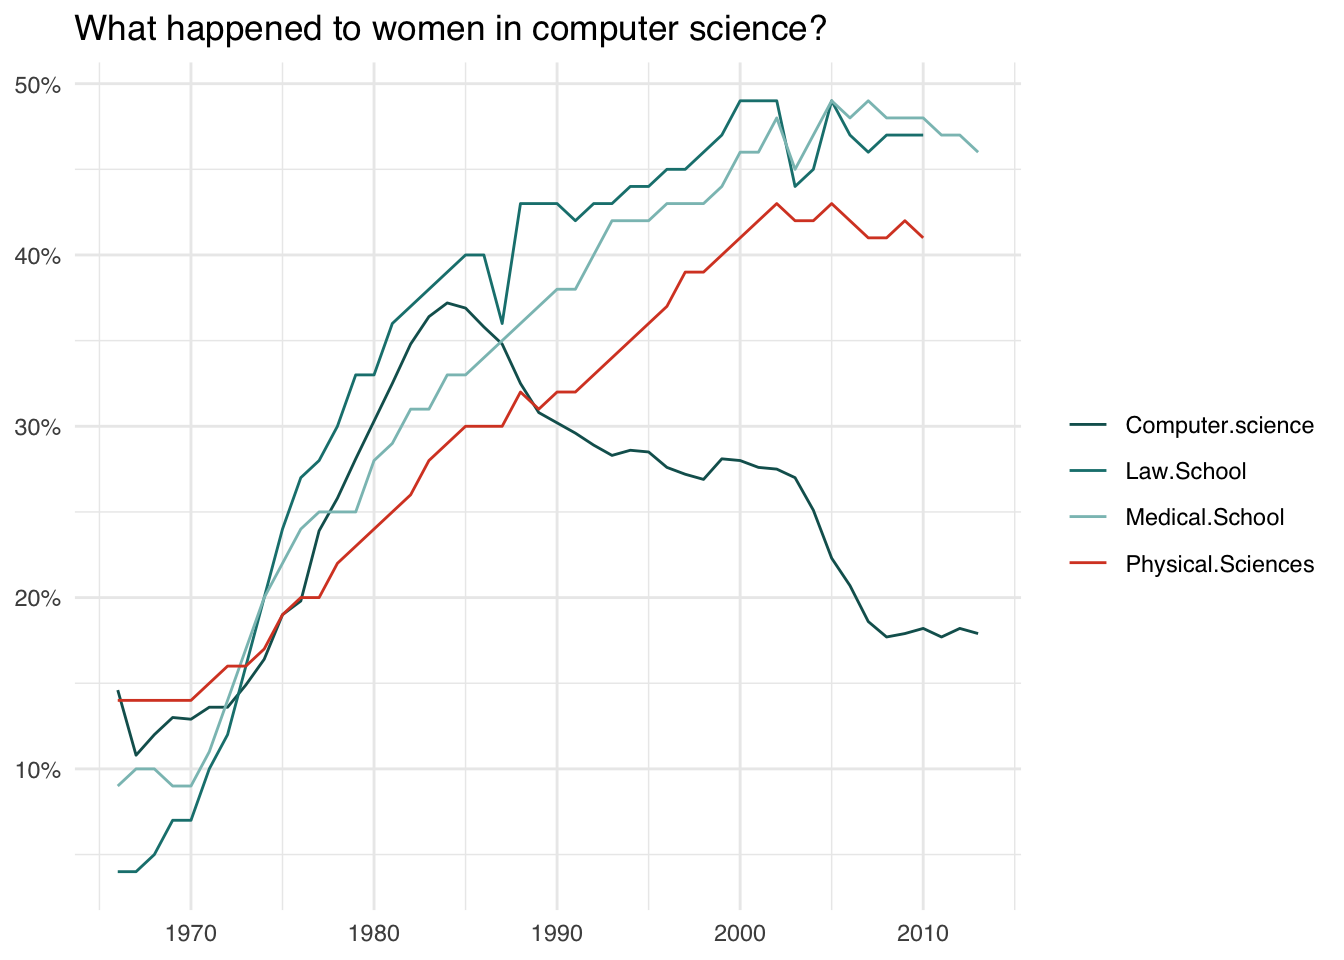 What happened to women in computer science?
50%
40%
30%
20%
10%
1970 1980 1990 2000 2010
Computer.science
Law.School
Medical.School
Physical.Sciences